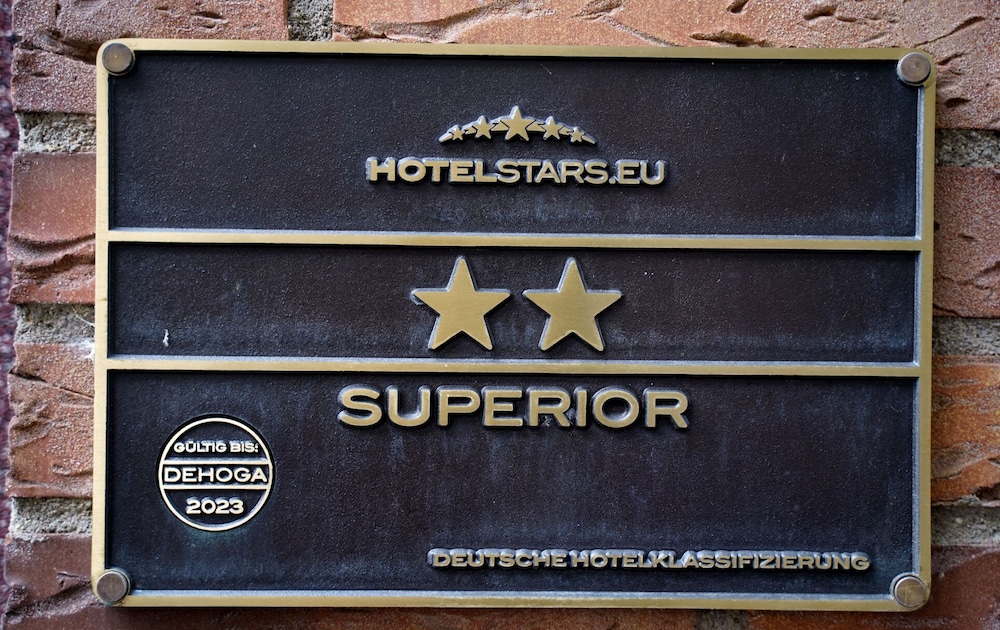 HOTELSTARS.EU
SUPERIOR
GÜLTIG BIS:
DEHOGA
2023
DEUTSCHE HOTELKLASSIFIZIERUNG